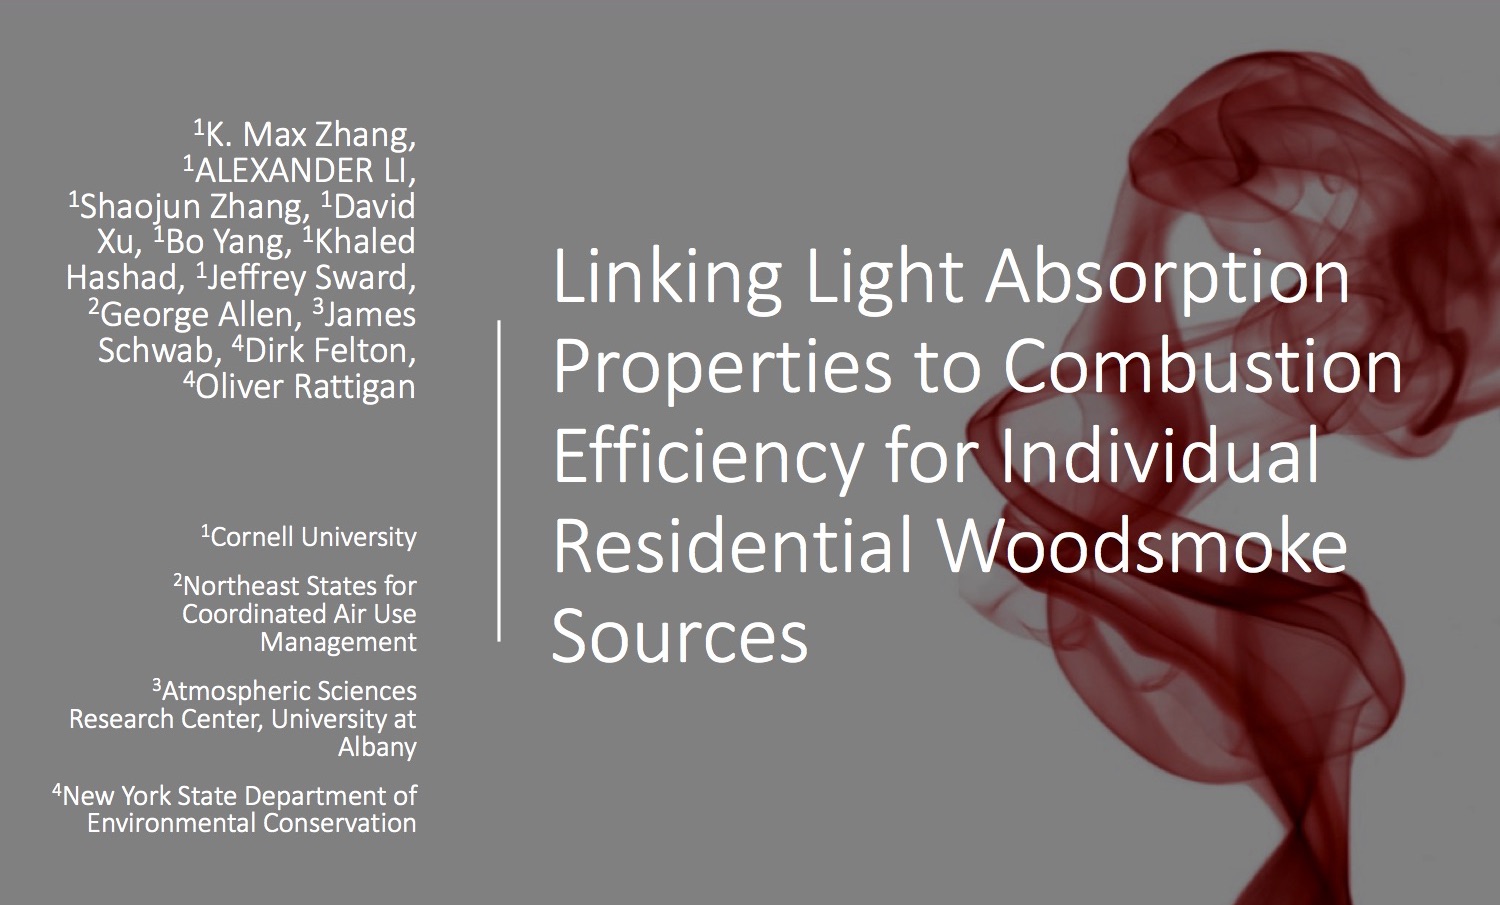 ¹K. Max Zhang,
¹ALEXANDER LI,
¹Shaojun Zhang, ¹David
Xu, ¹Bo Yang, ¹Khaled
Hashad, ¹Jeffrey Sward,
²George Allen, ³James
Schwab, ⁴Dirk Felton,
⁴Oliver Rattigan
¹Cornell University
²Northeast States for
Coordinated Air Use
Management
³Atmospheric Sciences
Research Center, University at
Albany
⁴New York State Department of
Environmental Conservation
Linking Light Absorption
Properties to Combustion
Efficiency for Individual
Residential Woodsmoke
Sources